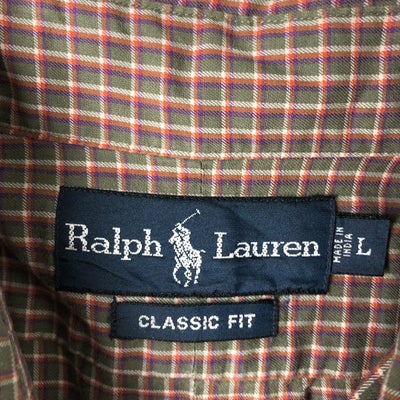 Ralph Lauren
MADE IN
INDIA
L
CLASSIC FIT